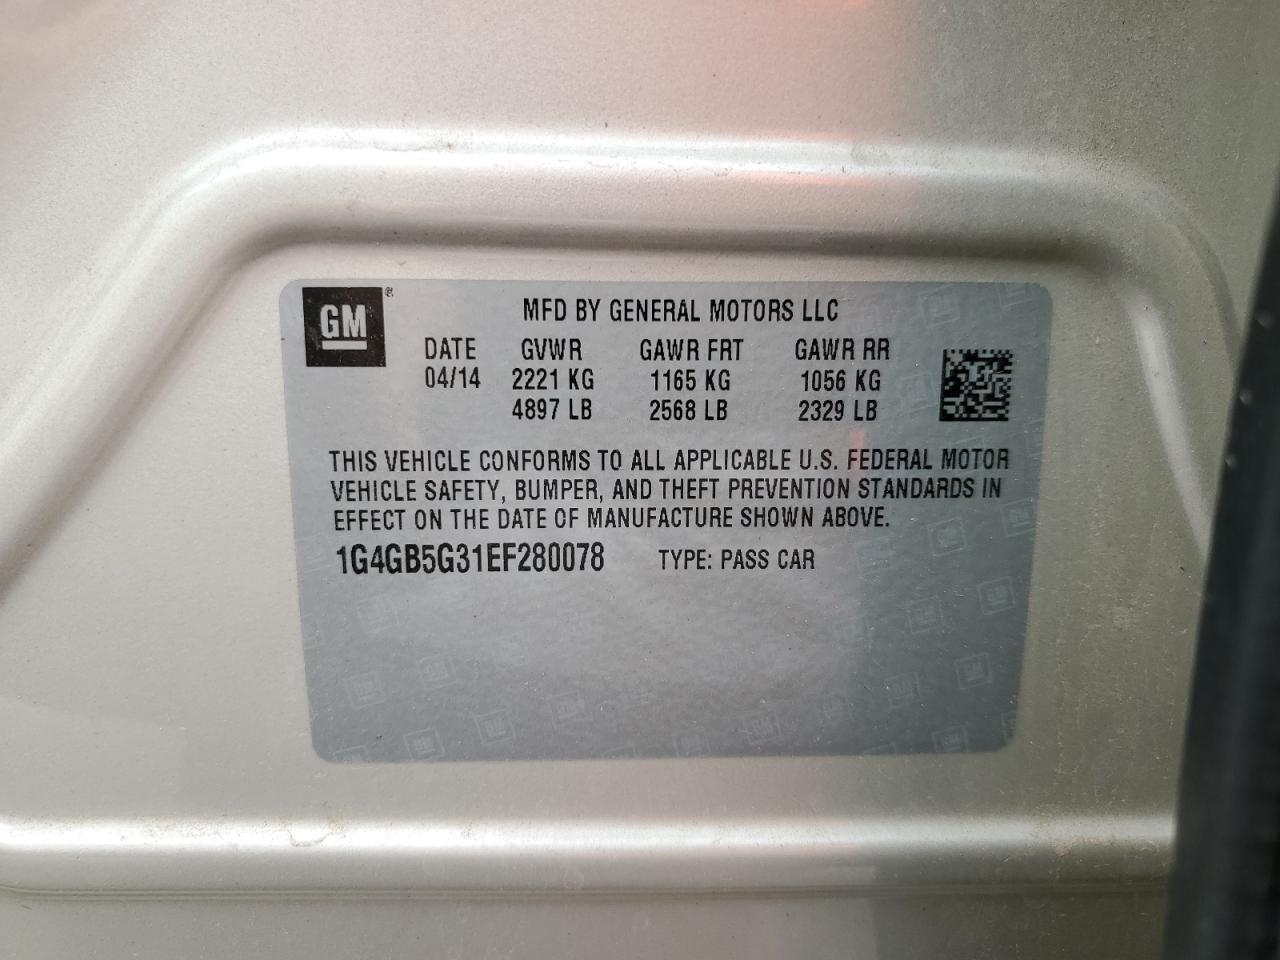 GM®
MFD BY GENERAL MOTORS LLC
DATE GVWR GAWR FRT GAWR RR
04/14 2221 KG 1165 KG 1056 KG
4897 LB 2568 LB 2329 LB
THIS VEHICLE CONFORMS TO ALL APPLICABLE U.S. FEDERAL MOTOR
VEHICLE SAFETY, BUMPER, AND THEFT PREVENTION STANDARDS IN
EFFECT ON THE DATE OF MANUFACTURE SHOWN ABOVE.
1G4GB5G31EF280078 TYPE: PASS CAR